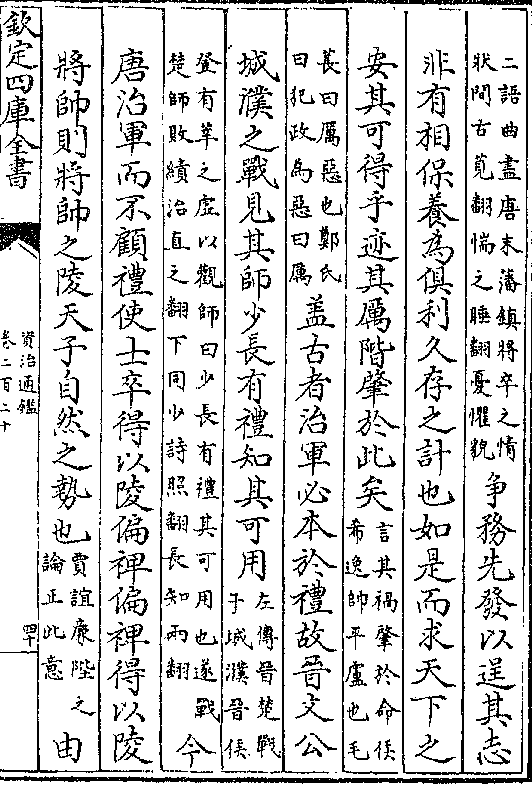 二語曲盡唐末藩鎮將卒之情
狀間古莧翻惴之睡翻憂懼貌
争務先發以逞其志
非有相保養為俱利久存之計也如是而求天下之
安其可得乎迹其厲階肇於此矣
言其禍肇於命侯
希逸帥平盧也毛
萇曰厲惡也鄭氏
曰犯政為惡曰厲
蓋古者治軍必本於禮故晉文公
城濮之戰見其師少長有禮知其可用
左傳晉楚戰
于城濮晉侯
登有莘之虛以觀師曰少長有禮其可用也遂戰
楚師敗績治直之翻下同少詩照翻長知兩翻
今
唐治軍而不顧禮使士卒得以陵偏禆偏禆得以陵
將帥則將帥之陵天子自然之勢也
賈誼廉陛之
論正此意
由
欽定四庫全書
資治通鑑
卷二百二十